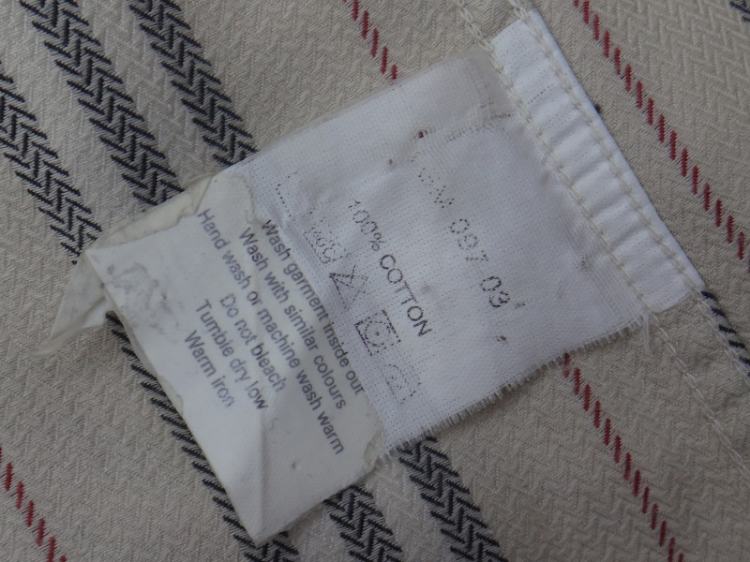 097 03
100% COTTON
Wash garment inside out
Wash with similar colours
Hand wash or machine wash warm
Do not bleach
Tumble dry low
Warm iron